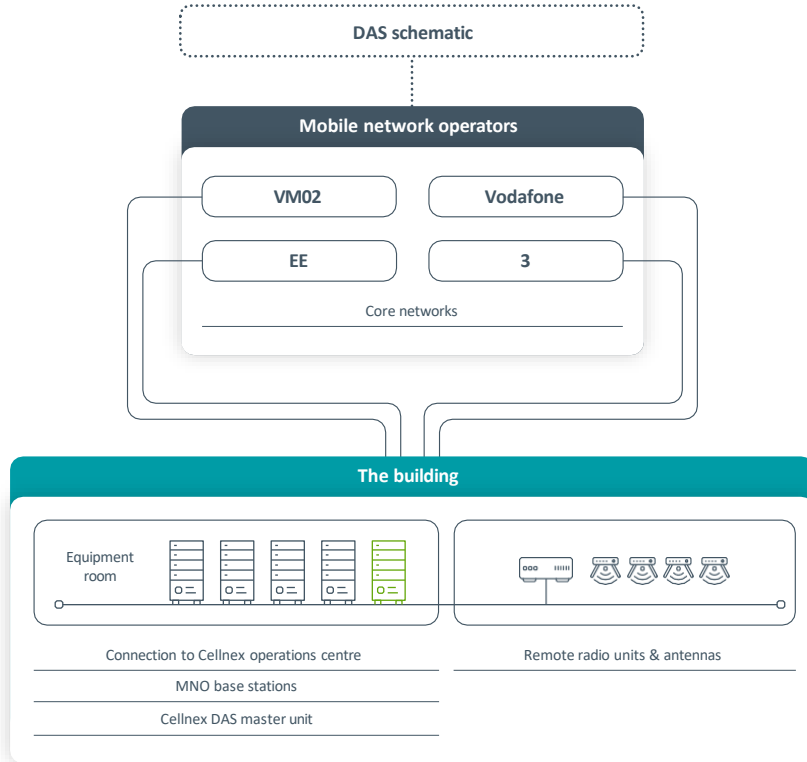 DAS schematic
Mobile network operators
VM02
Vodafone
EE
3
Core networks
The building
Equipment
room
Connection to Cellnex operations centre
Remote radio units & antennas
MNO base stations
Cellnex DAS master unit